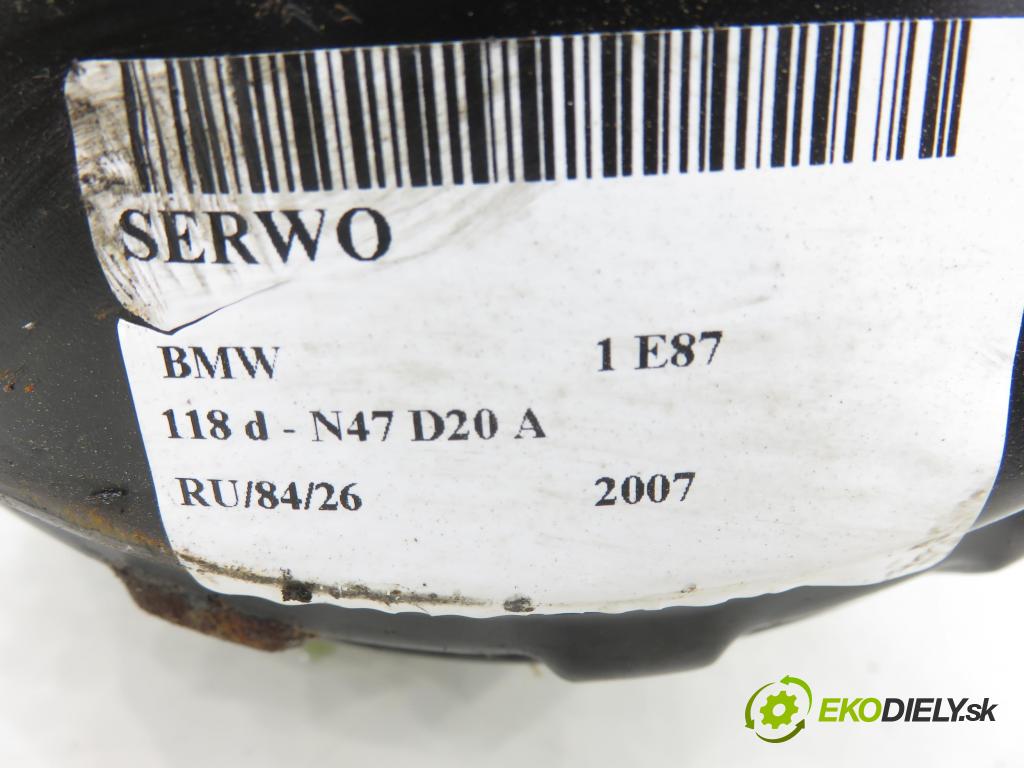 SERWO
BMW 1 E87
118 d - N47 D20 A
RU/84/26 2007
EKODIELY.sk